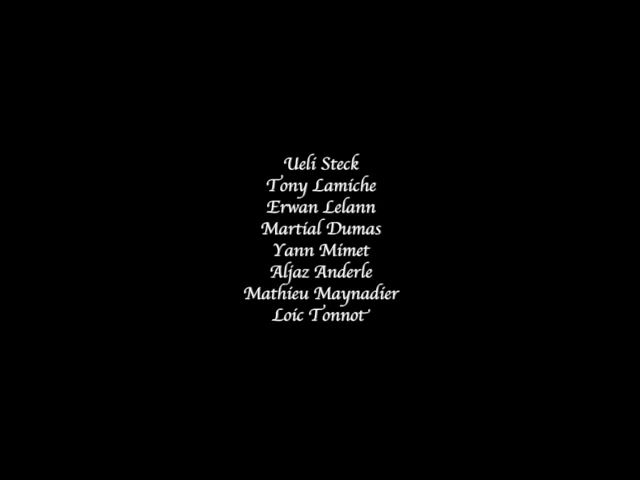 Ueli Steck
Tony Lamiche
Erwan Lelann
Martial Dumas
Yann Mimet
Aljaz Anderle
Mathieu Maynadier
Loic Tonnot